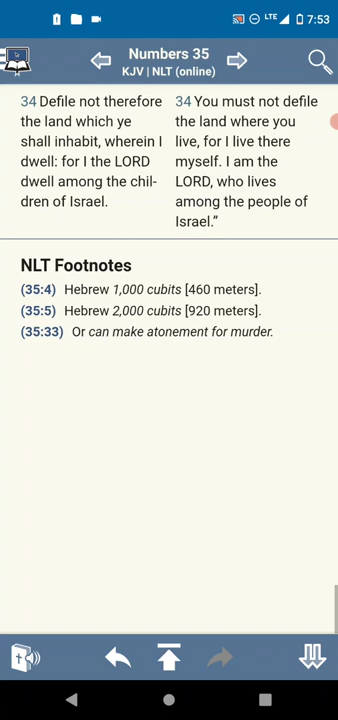 LTE 7:53
Numbers 35
KJV | NLT (online)
34 Defile not therefore
the land which ye
shall inhabit, wherein I
dwell: for I the LORD
dwell among the chil-
dren of Israel.
34 You must not defile
the land where you
live, for I live there
myself. I am the
LORD, who lives
among the people of
Israel.”
NLT Footnotes
(35:4) Hebrew 1,000 cubits [460 meters].
(35:5) Hebrew 2,000 cubits [920 meters].
(35:33) Or can make atonement for murder.